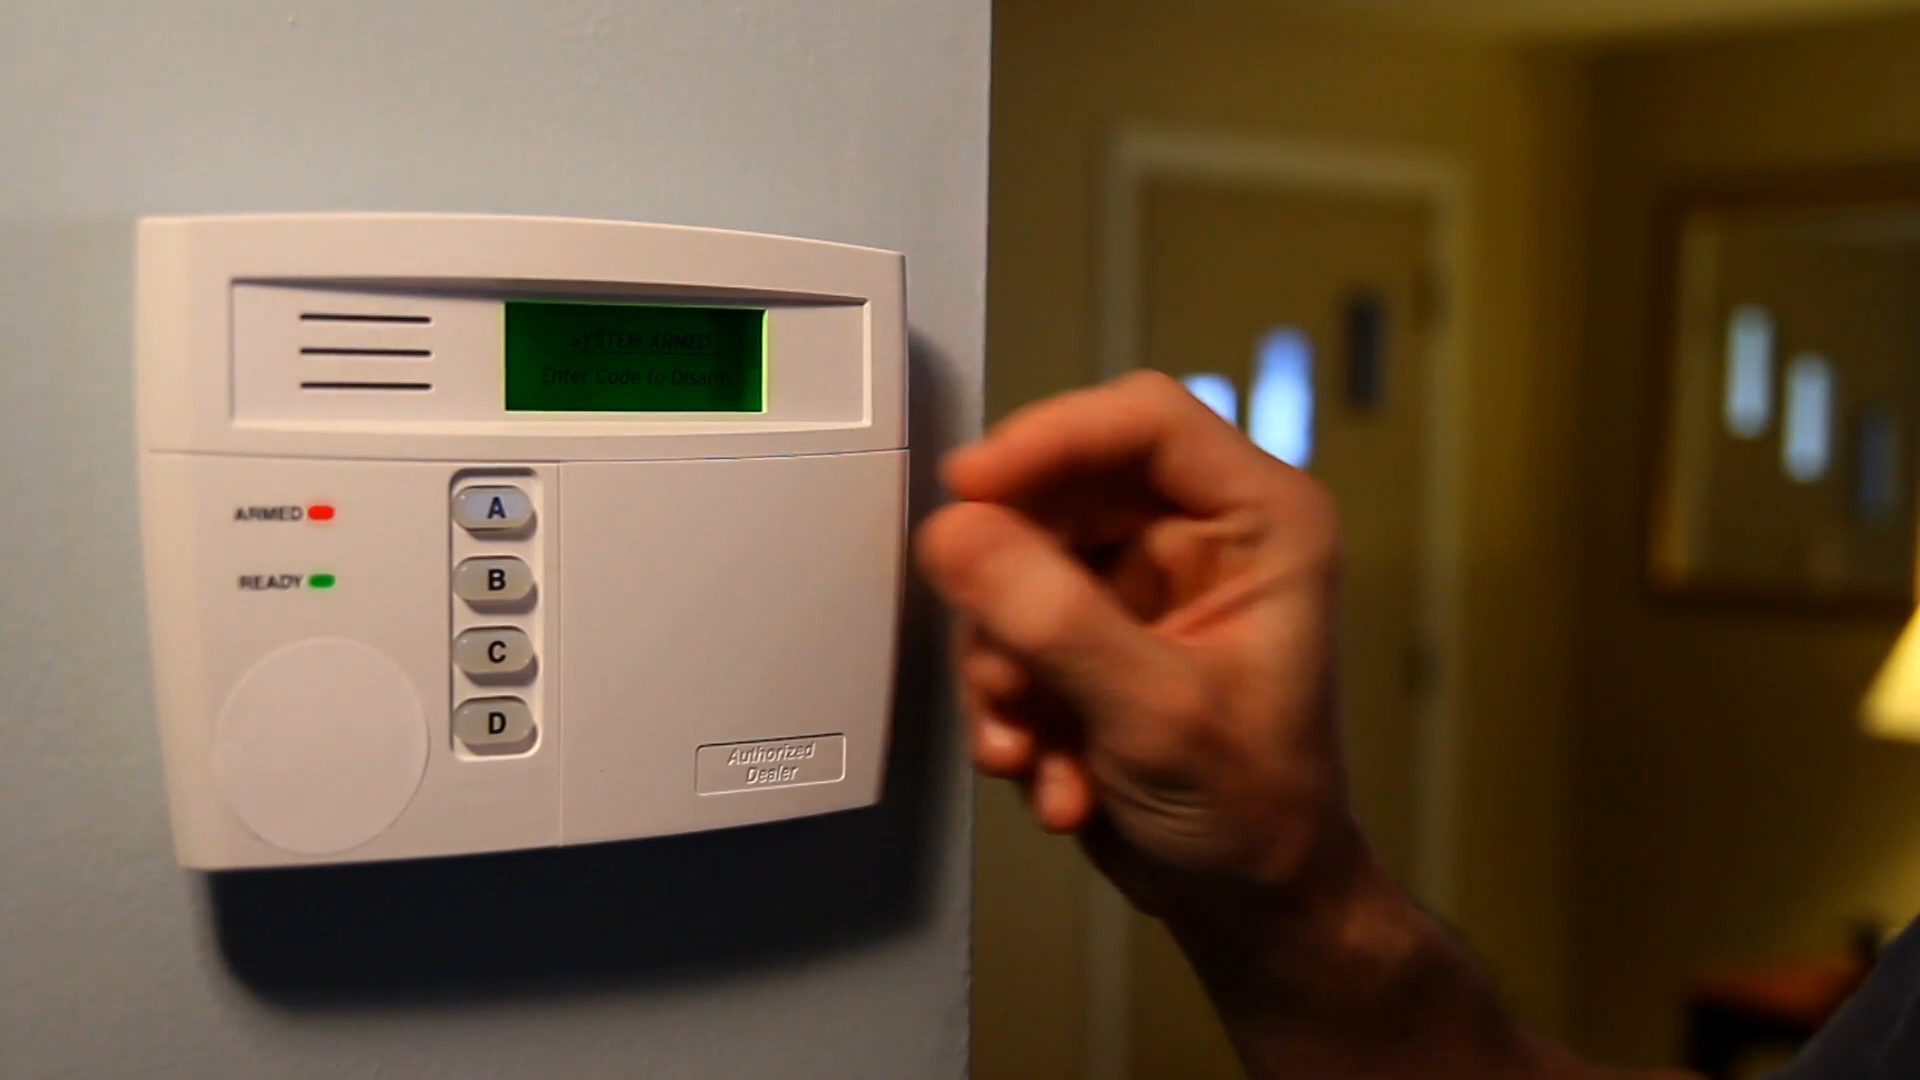 SYSTEM ARMED
Enter Code to Disarm
ARMED
READY
A
B
C
D
Authorized
Dealer